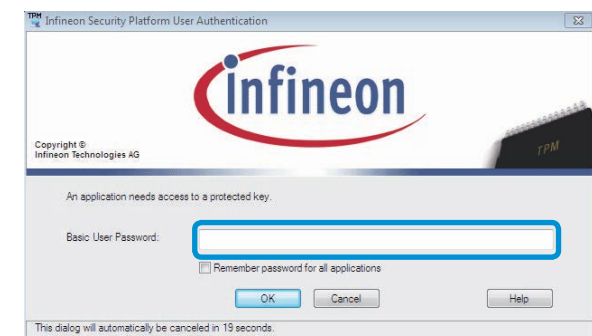 TPM
Infineon Security Platform User Authentication
infineon
Copyright ©
Infineon Technologies AG
TPM
An application needs access to a protected key.
Basic User Password:
Remember password for all applications
OK Cancel Help
This dialog will automatically be canceled in 19 seconds.